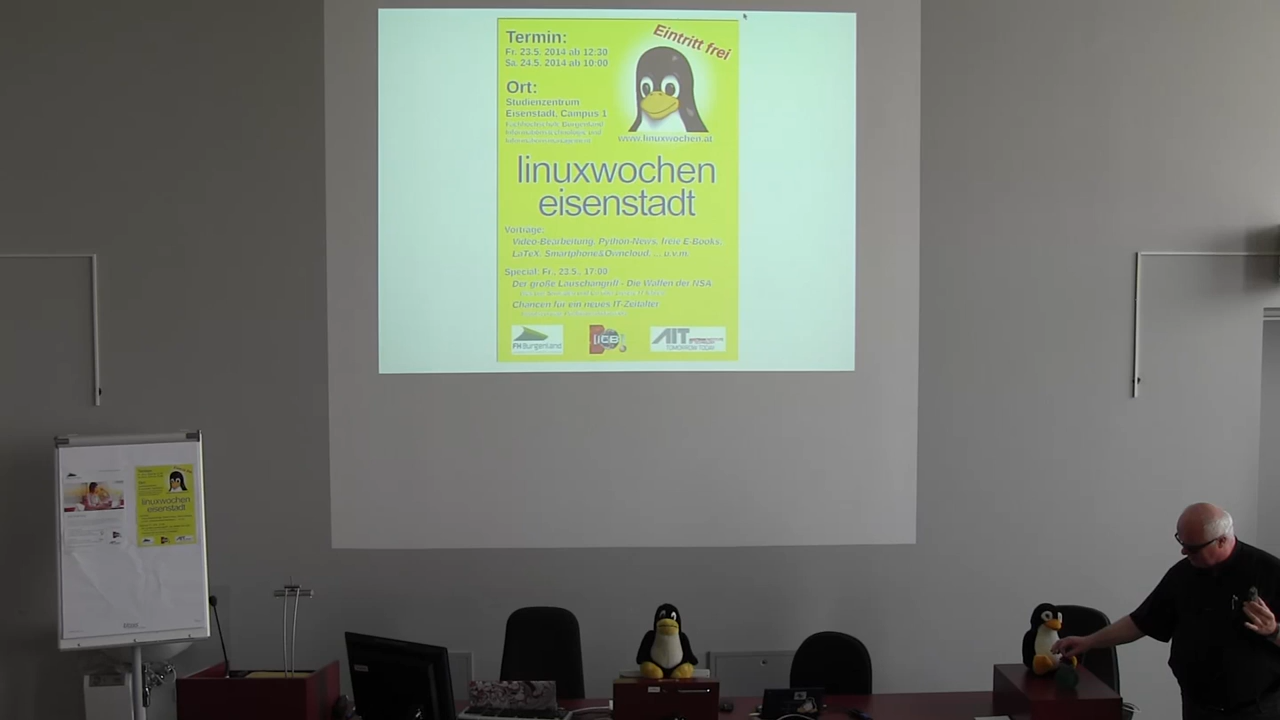 Termin:
Fr. 23.5. 2014 ab 12:30
Sa. 24.5. 2014 ab 10:00
Eintritt frei
Ort:
Studienzentrum
Eisenstadt, Campus 1
Fachhochschule Burgenland
www.linuxwochen.at
linuxwochen
eisenstadt
Vorträge:
Video-Bearbeitung, Python-News, freie E-Books,
LaTeX, Smartphone&Owncloud, ... u.v.m.
Special: Fr., 23.5., 17:00
Der große Lauschangriff - Die Waffen der NSA
Chancen für ein neues IT-Zeitalter
FH Burgenland
AIT
TOMORROW TODAY
linuxwochen
eisenstadt